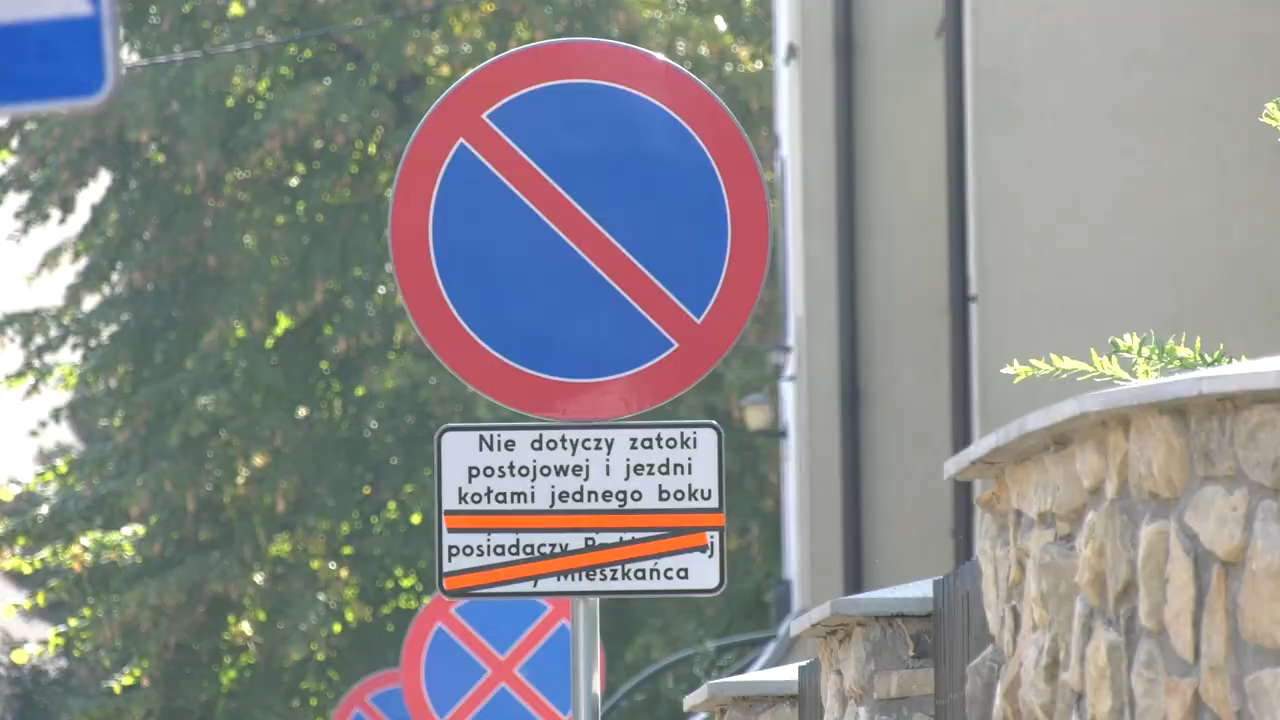 Nie dotyczy zatoki
postojowej i jezdni
kołami jednego boku
posiadaczy
Mieszkańca